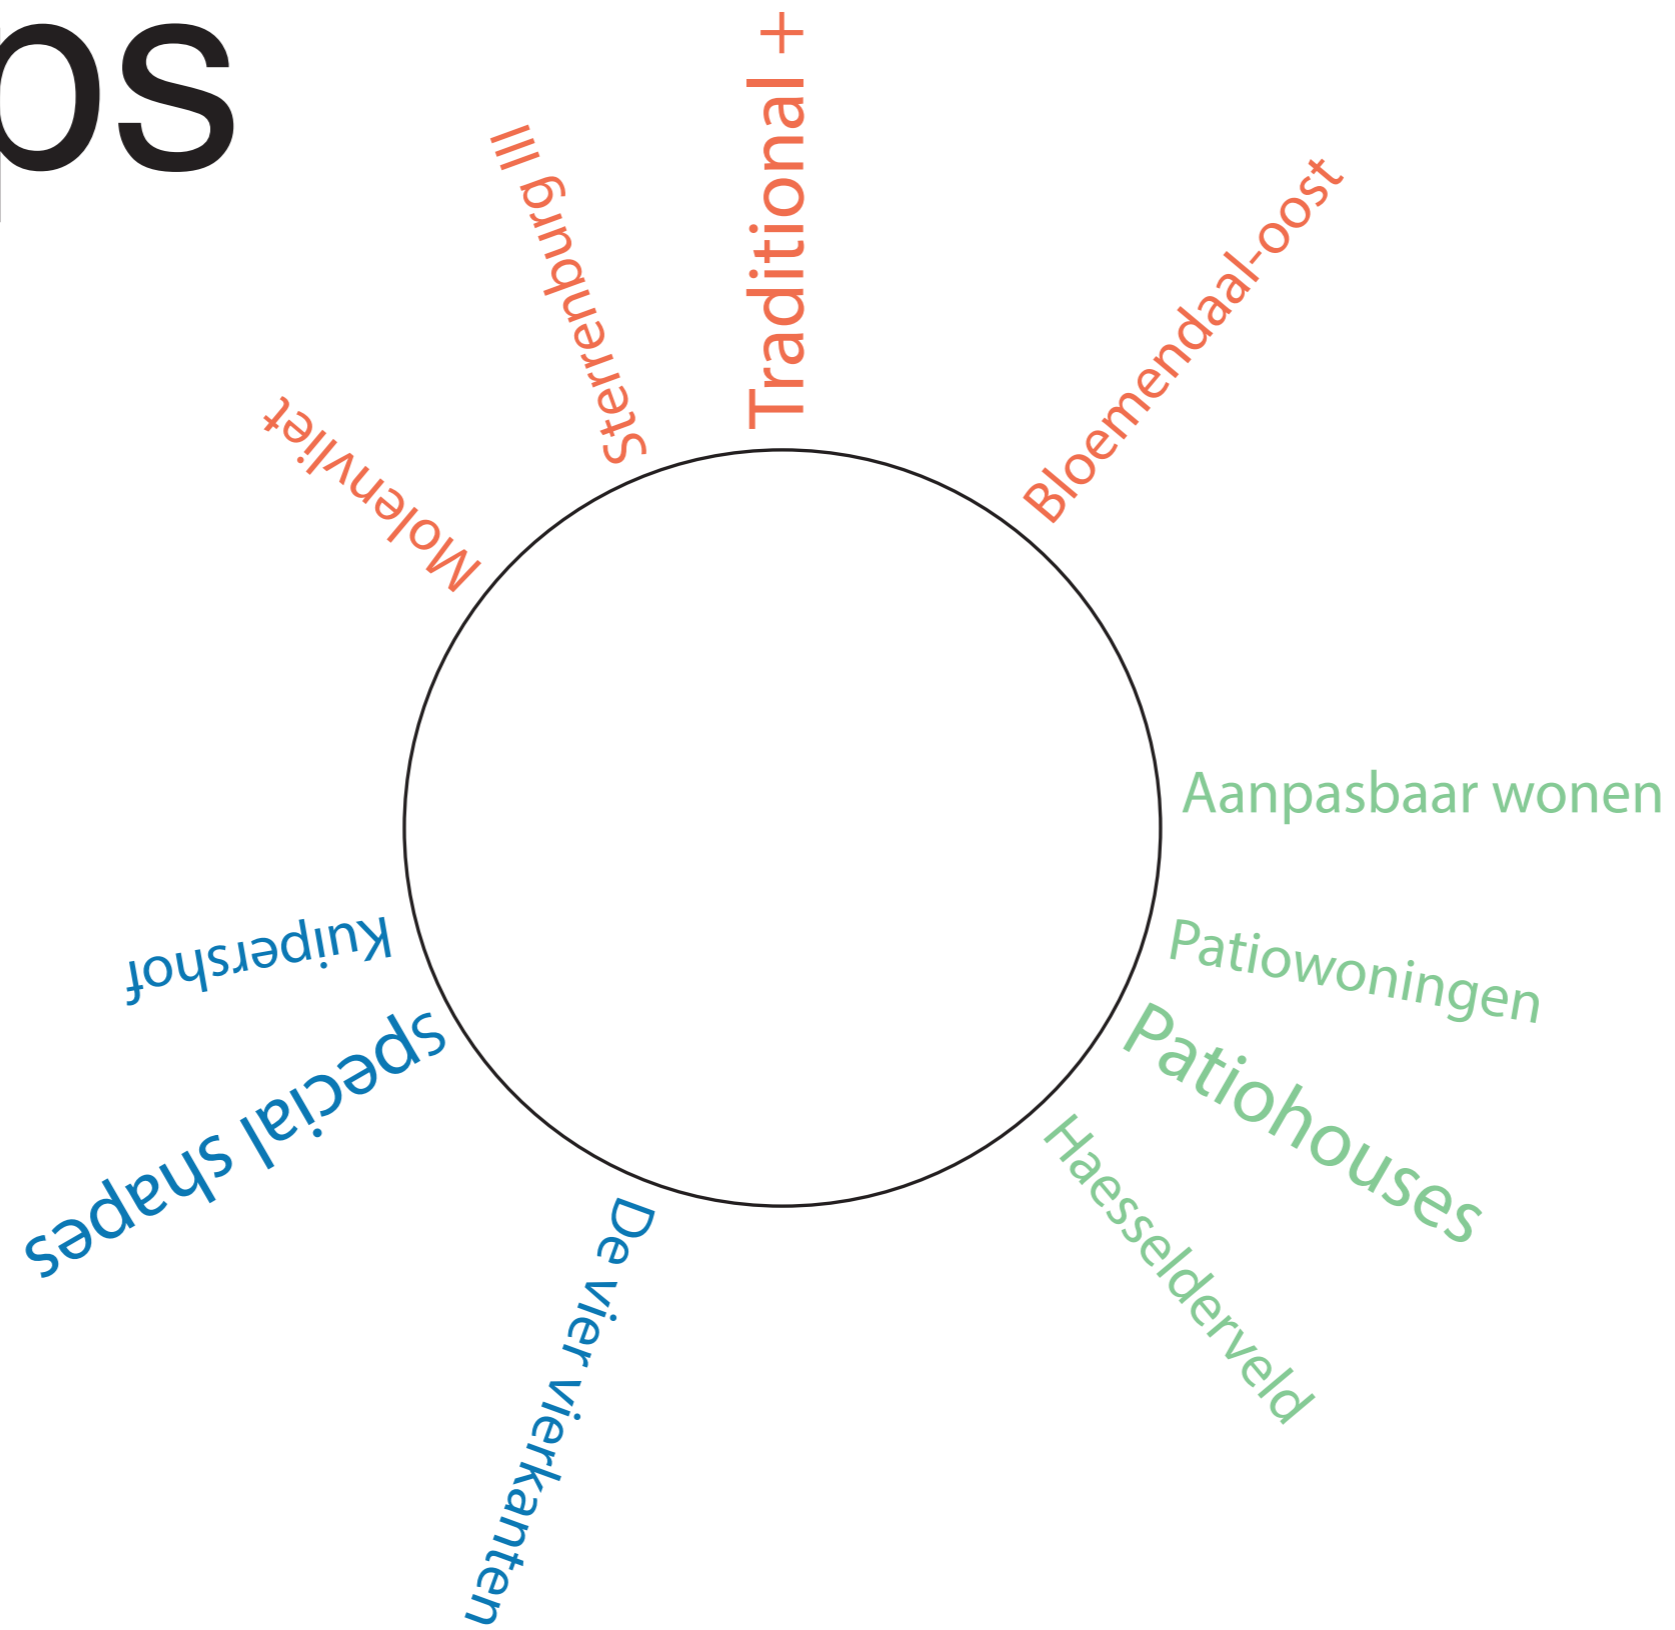 ps
Traditional +
Bloemendaal-oost
Aanpasbaar wonen
Patiowoningen
Patiohouses
Haesselderveld
De vier vierkanten
special shapes
Kuipershof
Molenvliet
Sterrenburg III